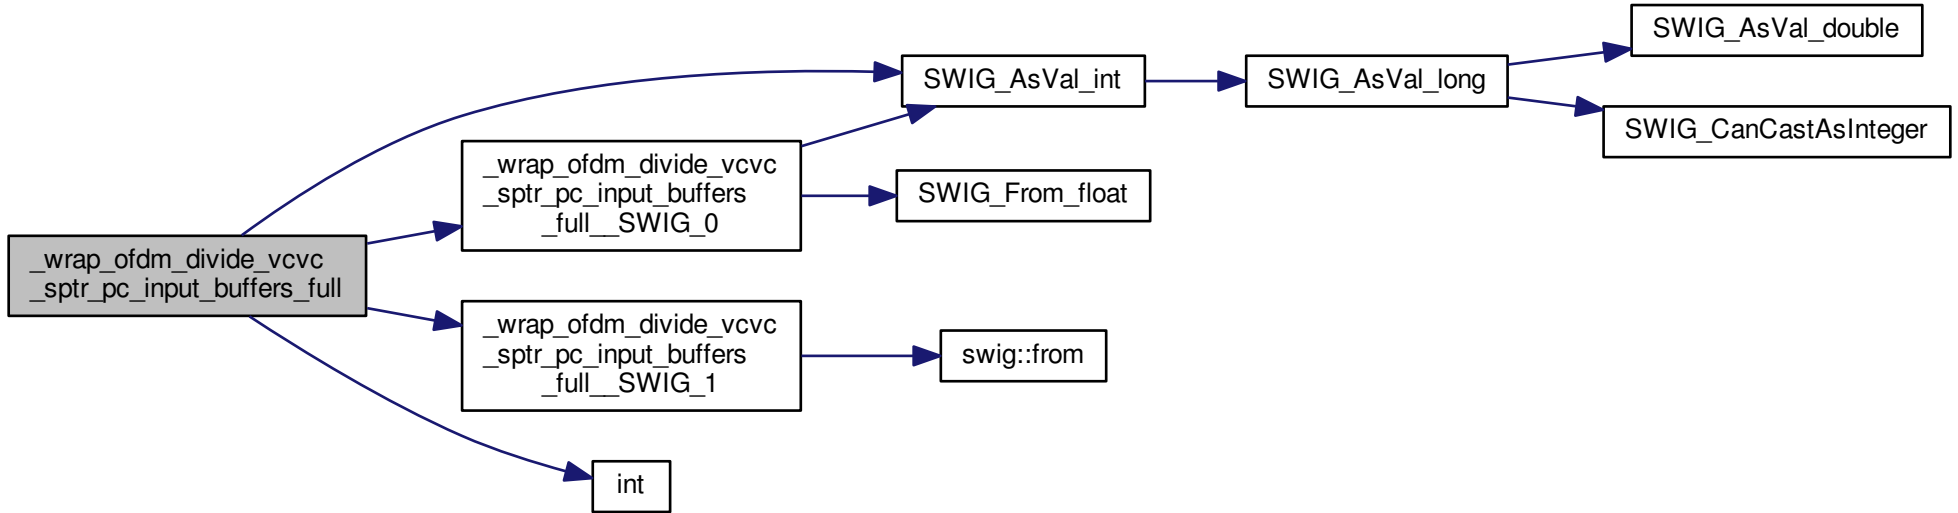 _wrap_ofdm_divide_vcvc
_sptr_pc_input_buffers_full
_wrap_ofdm_divide_vcvc
_sptr_pc_input_buffers
_full__SWIG_0
_wrap_ofdm_divide_vcvc
_sptr_pc_input_buffers
_full__SWIG_1
int
SWIG_AsVal_int
SWIG_From_float
swig::from
SWIG_AsVal_long
SWIG_AsVal_double
SWIG_CanCastAsInteger